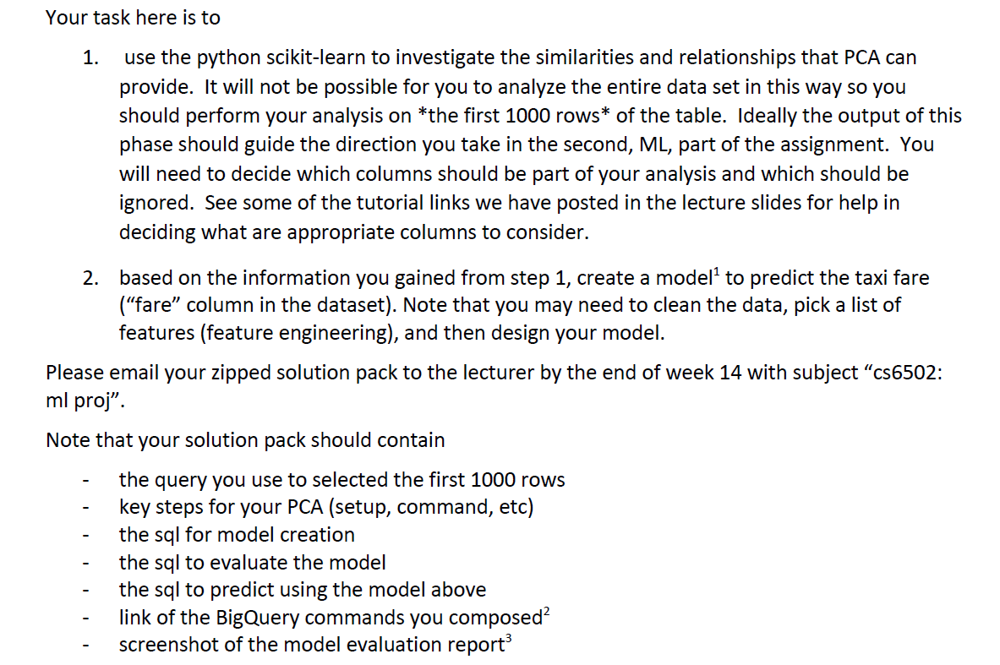 Your task here is to
1. use the python scikit-learn to investigate the similarities and relationships that PCA can
provide. It will not be possible for you to analyze the entire data set in this way so you
should perform your analysis on *the first 1000 rows* of the table. Ideally the output of this
phase should guide the direction you take in the second, ML, part of the assignment. You
will need to decide which columns should be part of your analysis and which should be
ignored. See some of the tutorial links we have posted in the lecture slides for help in
deciding what are appropriate columns to consider.
2. based on the information you gained from step 1, create a model¹ to predict the taxi fare
(“fare” column in the dataset). Note that you may need to clean the data, pick a list of
features (feature engineering), and then design your model.
Please email your zipped solution pack to the lecturer by the end of week 14 with subject “cs6502:
ml proj”.
Note that your solution pack should contain
- the query you use to selected the first 1000 rows
- key steps for your PCA (setup, command, etc)
- the sql for model creation
- the sql to evaluate the model
- the sql to predict using the model above
- link of the BigQuery commands you composed²
- screenshot of the model evaluation report³